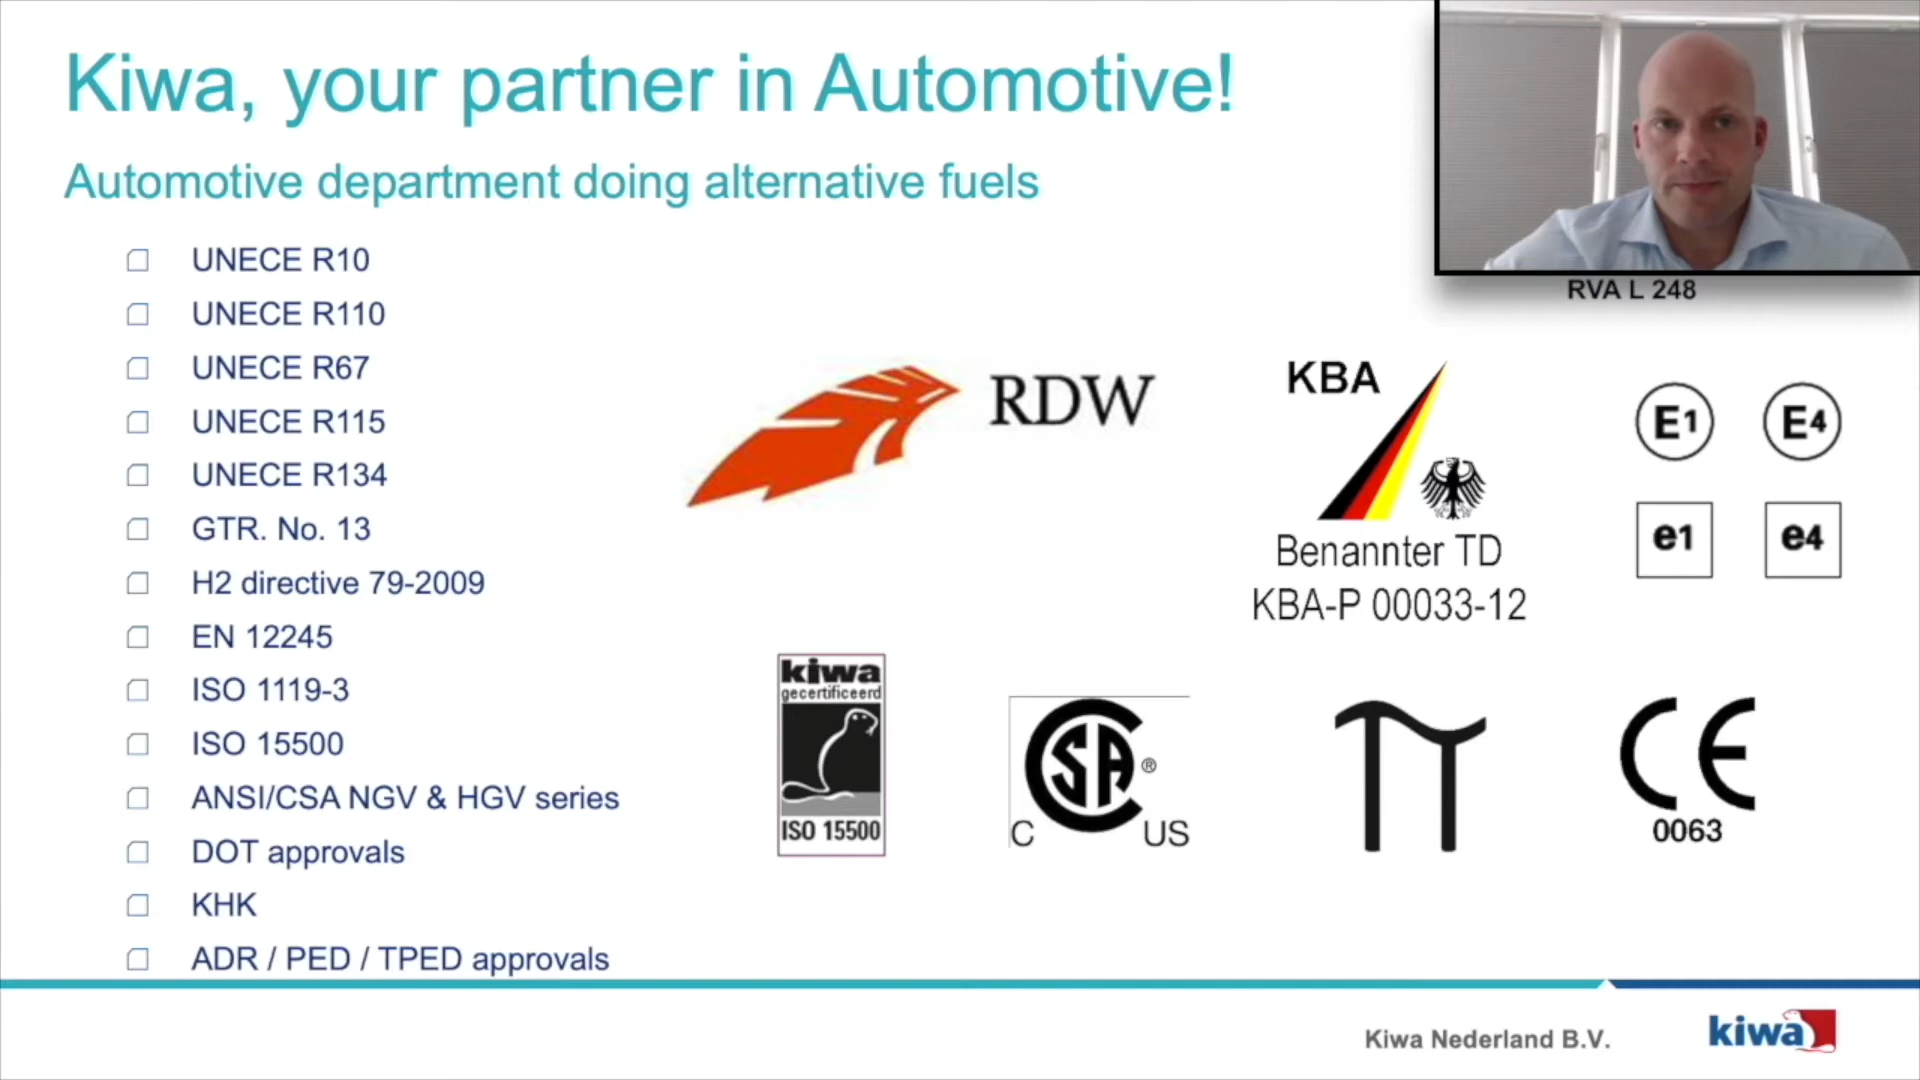 Kiwa, your partner in Automotive!
Automotive department doing alternative fuels
UNECE R10
UNECE R110
UNECE R67
UNECE R115
UNECE R134
GTR. No. 13
H2 directive 79-2009
EN 12245
ISO 1119-3
ISO 15500
ANSI/CSA NGV & HGV series
DOT approvals
KHK
ADR / PED / TPED approvals
RVA L 248
RDW
KBA
Benannter TD
KBA-P 00033-12
E1
E4
e1
e4
kiwa
gecertificeerd
ISO 15500
CSA ®
C US
π
CE
0063
Kiwa Nederland B.V.
kiwa